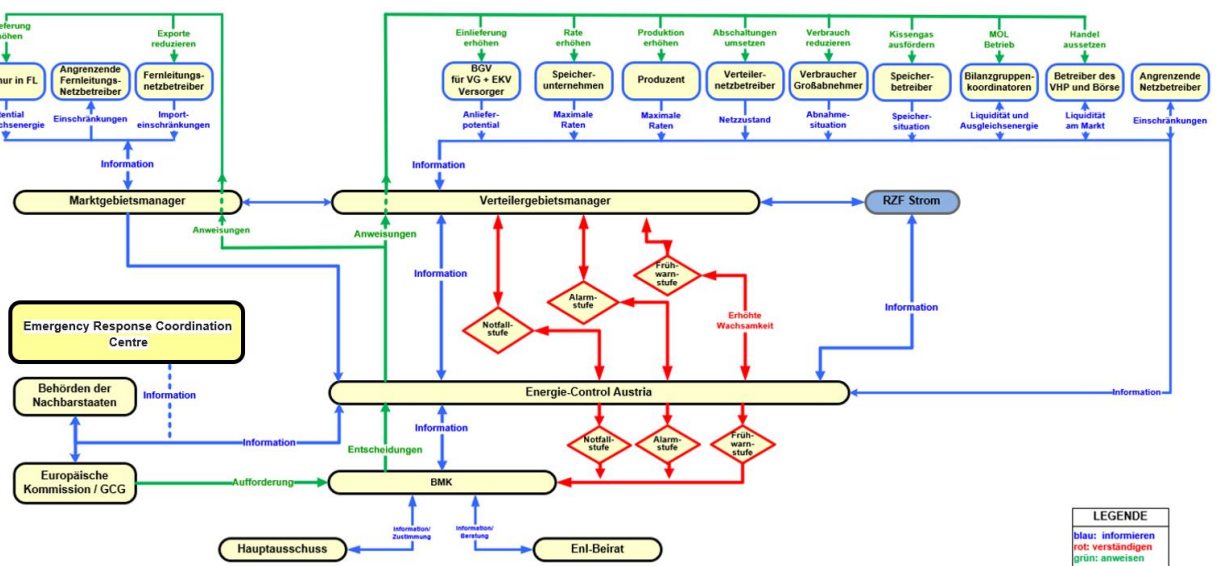 Exporte
reduzieren
Einlieferung
erhöhen
Rate
erhöhen
Produktion
erhöhen
Abschaltungen
umsetzen
Verbrauch
reduzieren
Kissengas
ausfördern
MOL
Betrieb
Handel
aussetzen
nur in FL
Angrenzende
Fernleitungs-
Netzbetreiber
Fernleitungs-
netzbetreiber
BGV
für VG + EKV
Versorger
Speicher-
unternehmen
Produzent
Verteiler-
netzbetreiber
Verbraucher
Großabnehmer
Speicher-
betreiber
Bilanzgruppen-
koordinatoren
Betreiber des
VHP und Börse
Angrenzende
Netzbetreiber
Einschränkungen
Import-
einschränkungen
Anliefer-
potential
Maximale
Raten
Maximale
Raten
Netzzustand
Abnahme-
situation
Speicher-
situation
Liquidität und
Ausgleichsenergie
Liquidität
am Markt
Einschränkungen
Information
Information
Marktgebietsmanager
Verteilergebietsmanager
RZF Strom
Anweisungen
Anweisungen
Information
Früh-
warn-
stufe
Alarm-
stufe
Notfall-
stufe
Erhöhte
Wachsamkeit
Information
Emergency Response Coordination
Centre
Behörden der
Nachbarstaaten
Information
Energie-Control Austria
Information
Information
Information
Entscheidungen
Notfall-
stufe
Alarm-
stufe
Früh-
warn-
stufe
Europäische
Kommission / GCG
Aufforderung
BMK
Information/
Zustimmung
Information/
Beratung
Hauptausschuss
EnI-Beirat
LEGENDE
blau: informieren
rot: verständigen
grün: anweisen